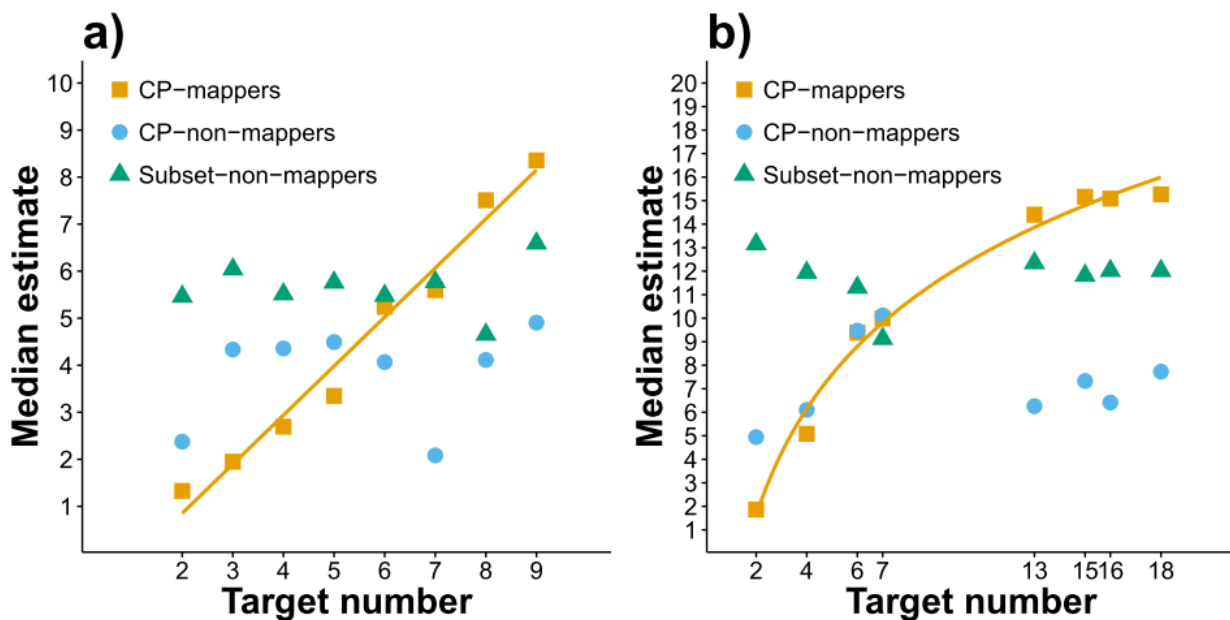 a)
Median estimate
10
9
8
7
6
5
4
3
2
1
CP−mappers
CP−non−mappers
Subset−non−mappers
2 3 4 5 6 7 8 9
Target number
b)
Median estimate
20
19
18
17
16
15
14
13
12
11
10
9
8
7
6
5
4
3
2
1
CP−mappers
CP−non−mappers
Subset−non−mappers
2 4 6 7 13 15 16 18
Target number